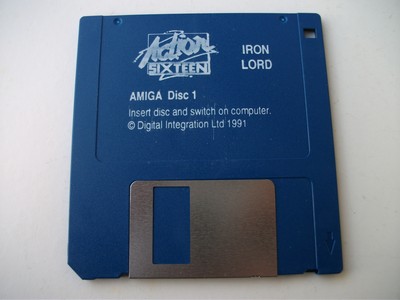 Action
SIXTEEN
IRON
LORD
AMIGA Disc 1
Insert disc and switch on computer.
© Digital Integration Ltd 1991